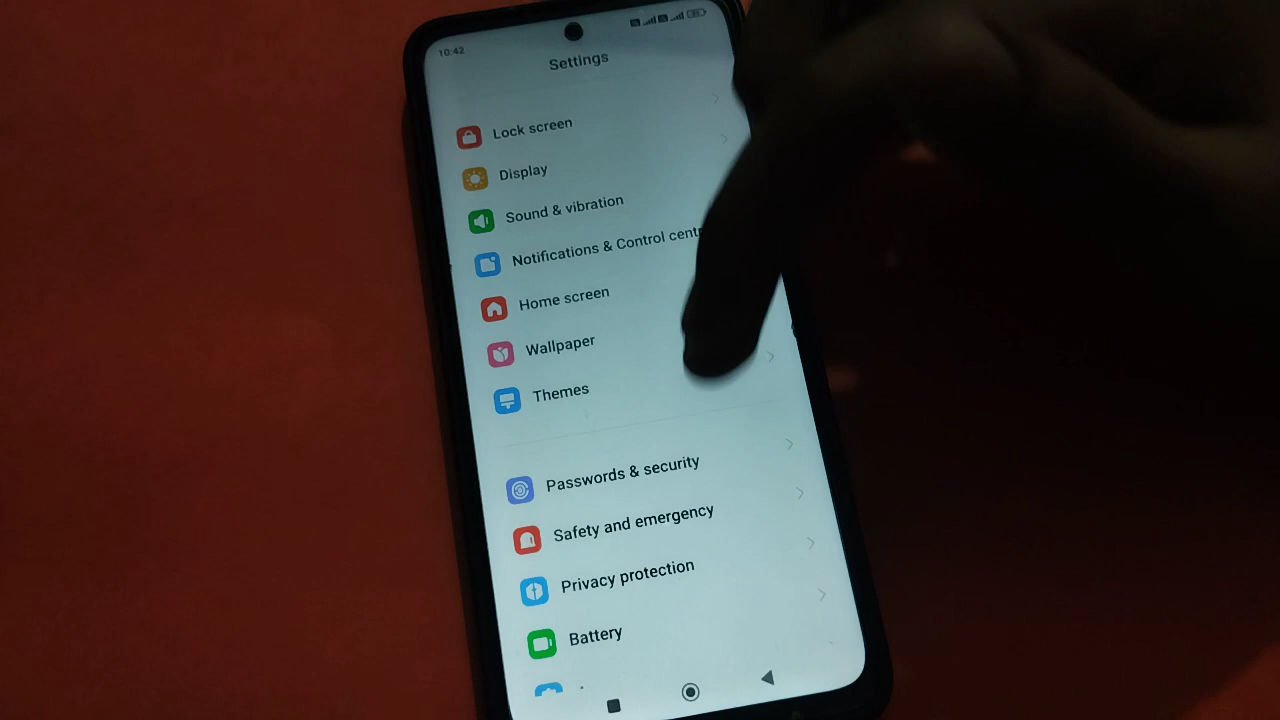 10:42
Settings
Lock screen
Display
Sound & vibration
Notifications & Control cent
Home screen
Wallpaper
Themes
Passwords & security
Safety and emergency
Privacy protection
Battery